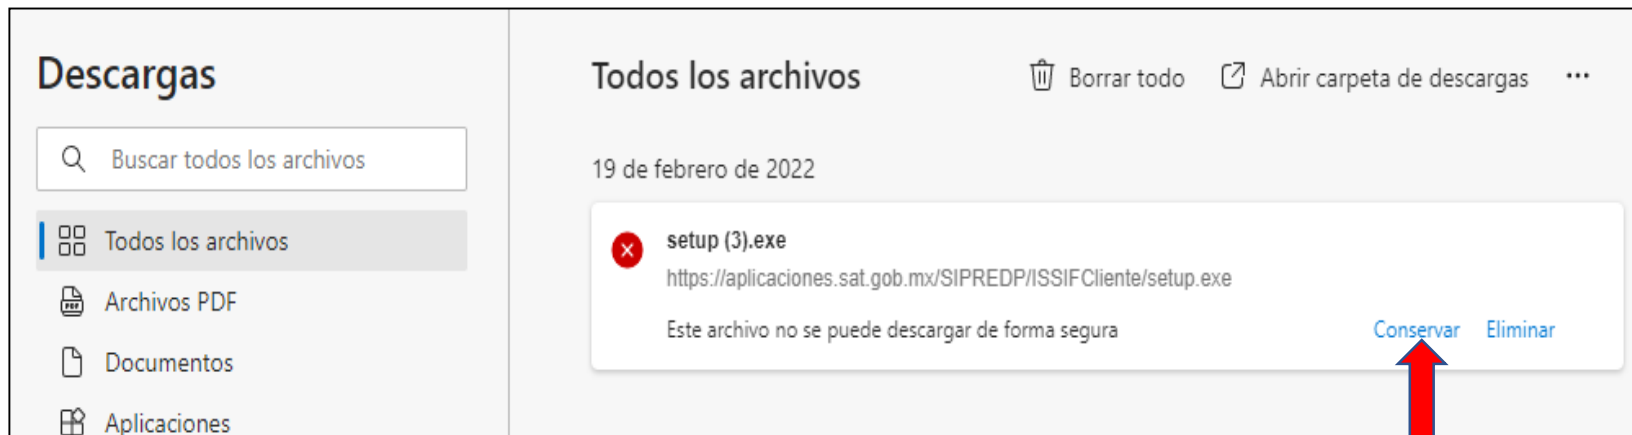 Descargas
Buscar todos los archivos
Todos los archivos
Archivos PDF
Documentos
Aplicaciones
Todos los archivos
Borrar todo
Abrir carpeta de descargas
19 de febrero de 2022
setup (3).exe
https://aplicaciones.sat.gob.mx/SIPREDP/ISSIFCliente/setup.exe
Este archivo no se puede descargar de forma segura
Conservar Eliminar